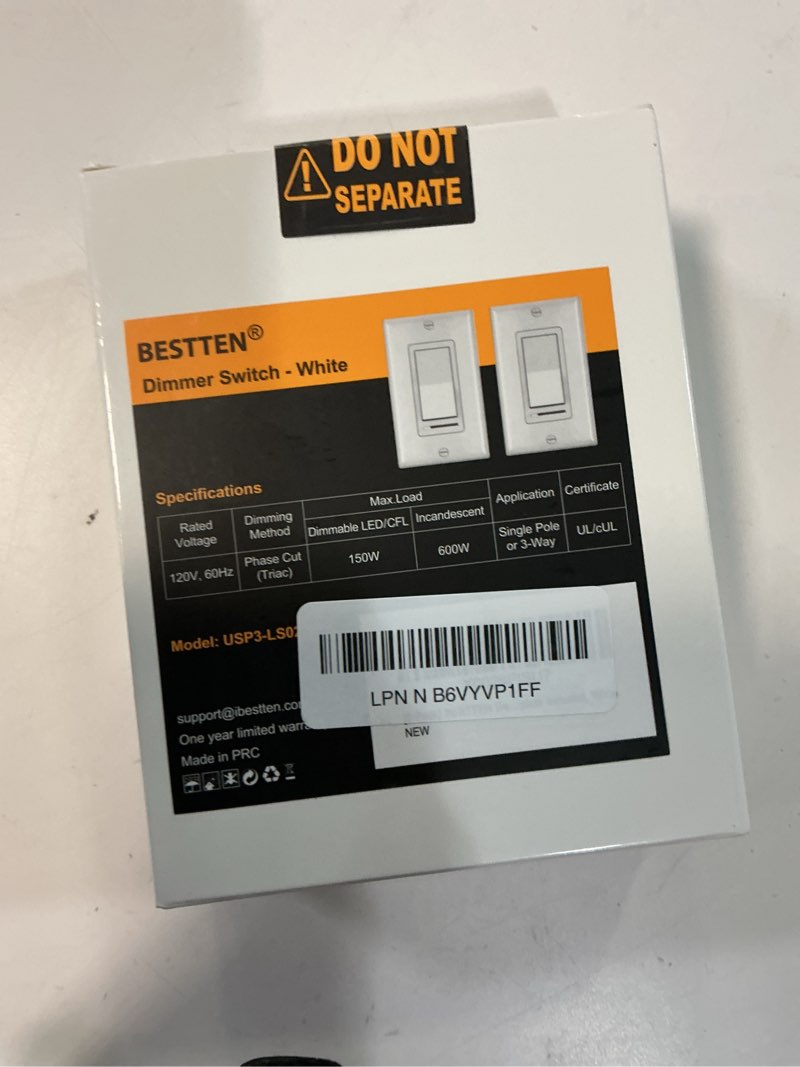 DO NOT
SEPARATE
BESTTEN®
Dimmer Switch - White
Specifications
Rated Voltage
Dimming Method
Max.Load
Dimmable LED/CFL
Incandescent
Application
Certificate
120V, 60Hz
Phase Cut (Triac)
150W
600W
Single Pole or 3-Way
UL/cUL
Model: USP3-LS02
LPN N B6VYVP1FF
support@ibestten.co
One year limited
NEW
Made in PRC